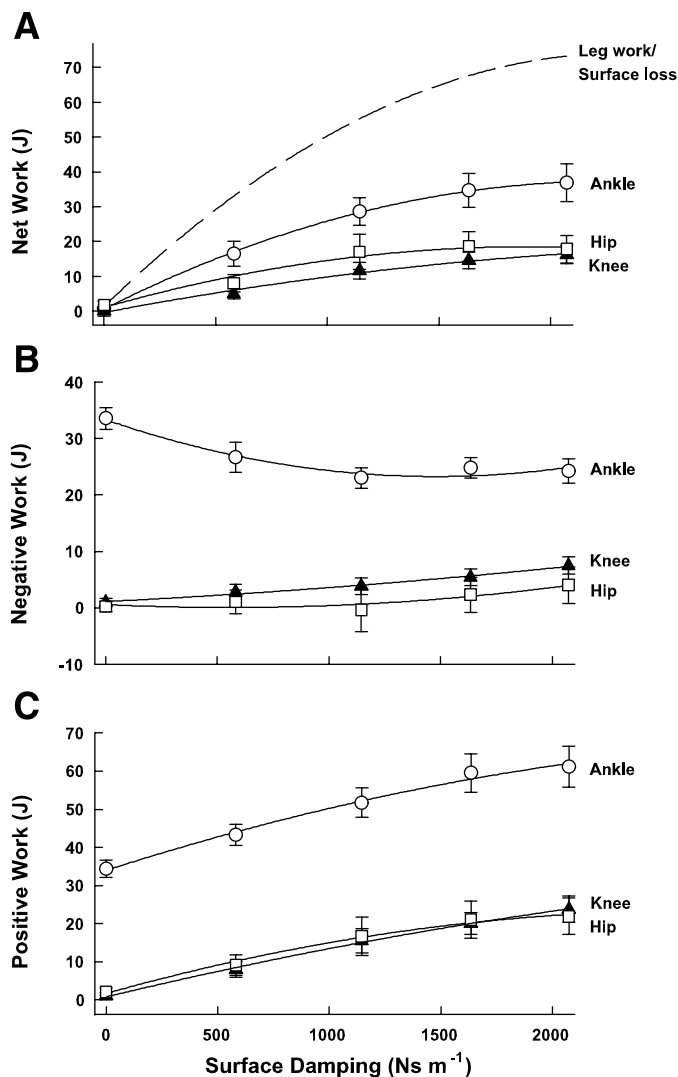 A
Net Work (J)
70
60
50
40
30
20
10
0
Leg work/
Surface loss
Ankle
Hip
Knee
B
Negative Work (J)
40
30
20
10
0
-10
Ankle
Knee
Hip
C
Positive Work (J)
70
60
50
40
30
20
10
0
Ankle
Knee
Hip
0 500 1000 1500 2000
Surface Damping (Ns m⁻¹)